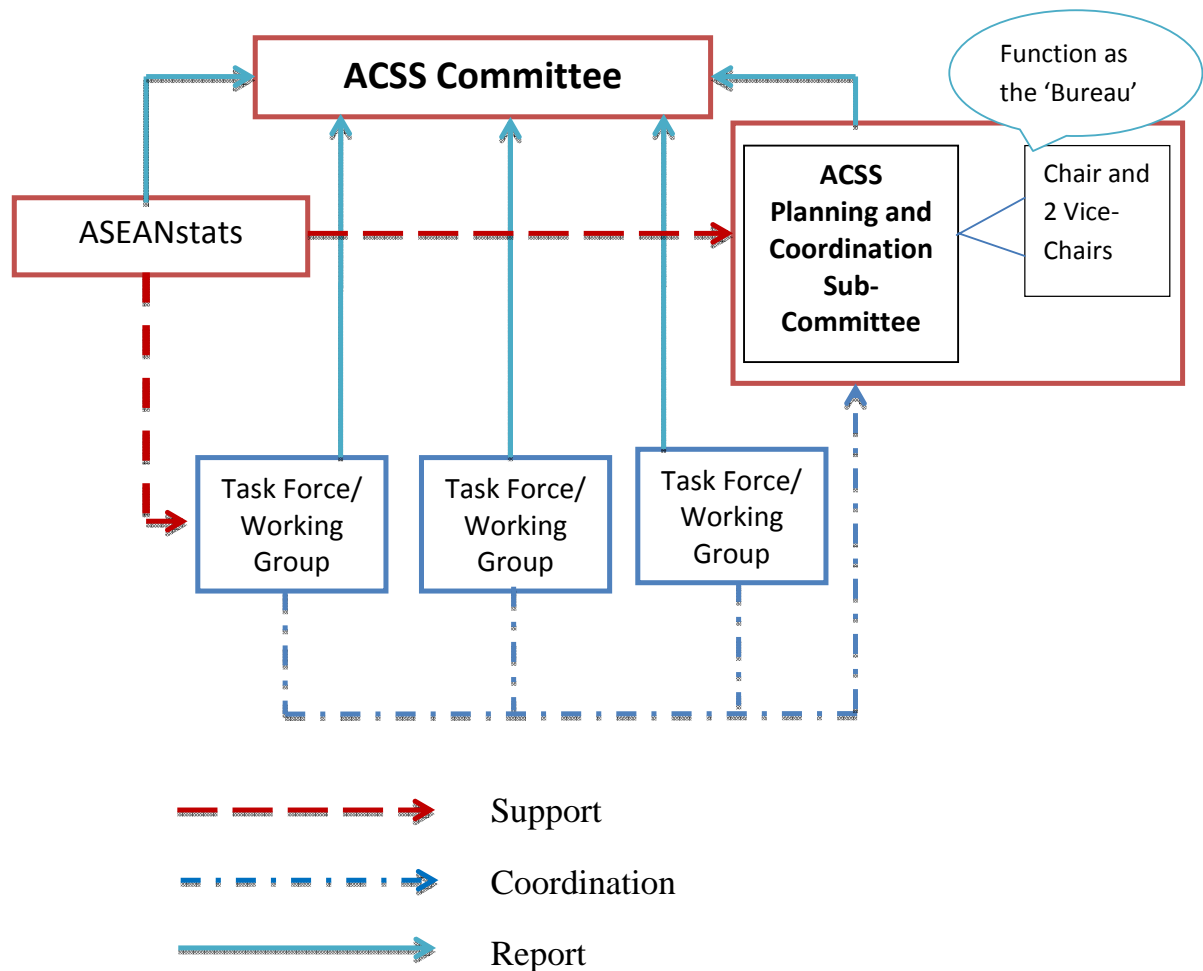 ACSS Committee
Function as
the ‘Bureau’
ASEANstats
ACSS
Planning and
Coordination
Sub-
Committee
Chair and
2 Vice-
Chairs
Task Force/
Working
Group
Task Force/
Working
Group
Task Force/
Working
Group
Support
Coordination
Report